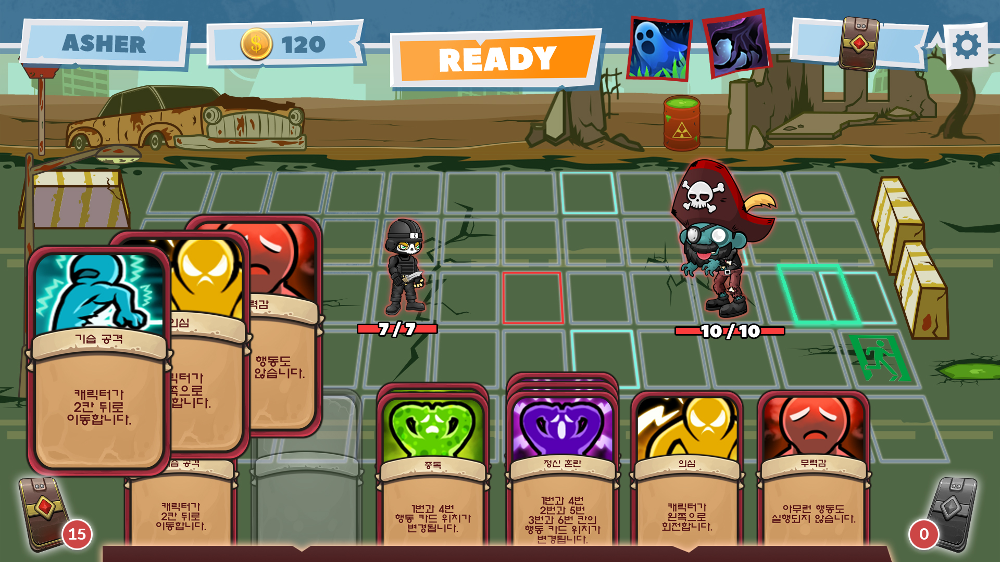 ASHER
120
READY
7/7
10/10
기습 공격
캐릭터가
2칸 뒤로
이동합니다.
의심
릭터가
쪽으로
합니다.
력감
행동도
않습니다.
습 공격
캐릭터가
2칸 뒤로
이동합니다.
중독
1번과 4번
행동 카드 위치가
변경됩니다.
정신 혼란
1번과 4번
2번과 5번
3번과 6번 칸의
행동 카드 위치가
변경됩니다.
의심
캐릭터가
왼쪽으로
회전합니다.
무력감
아무런 행동도
실행되지 않습니다.
15
0